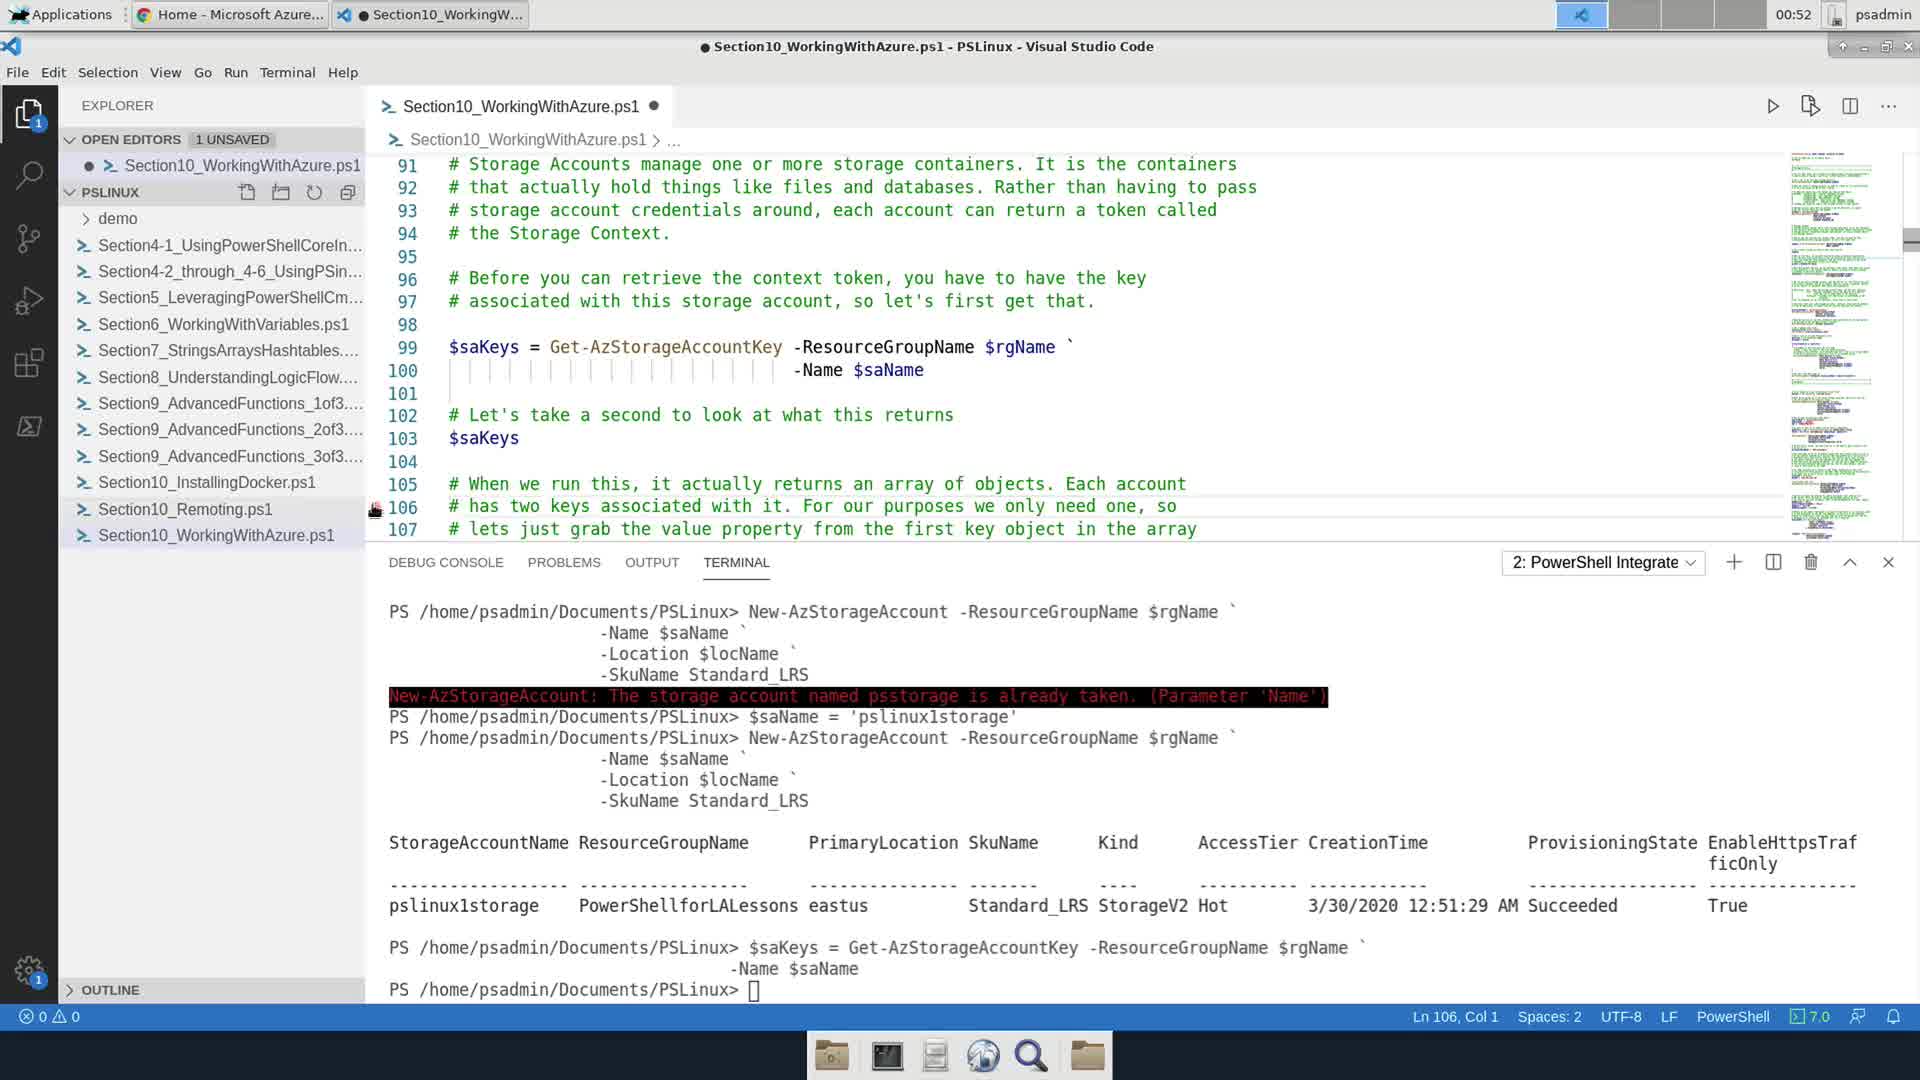 Applications
Home - Microsoft Azure...
● Section10_WorkingW...
00:52
psadmin
● Section10_WorkingWithAzure.ps1 - PSLinux - Visual Studio Code
File Edit Selection View Go Run Terminal Help
EXPLORER
OPEN EDITORS 1 UNSAVED
● Section10_WorkingWithAzure.ps1
PSLINUX
demo
Section4-1_UsingPowerShellCoreIn...
Section4-2_through_4-6_UsingPSin...
Section5_LeveragingPowerShellCm...
Section6_WorkingWithVariables.ps1
Section7_StringsArraysHashtables....
Section8_UnderstandingLogicFlow....
Section9_AdvancedFunctions_1of3....
Section9_AdvancedFunctions_2of3....
Section9_AdvancedFunctions_3of3....
Section10_InstallingDocker.ps1
Section10_Remoting.ps1
Section10_WorkingWithAzure.ps1
OUTLINE
1
1
Section10_WorkingWithAzure.ps1 ●
Section10_WorkingWithAzure.ps1 > ...
91 # Storage Accounts manage one or more storage containers. It is the containers
92 # that actually hold things like files and databases. Rather than having to pass
93 # storage account credentials around, each account can return a token called
94 # the Storage Context.
95
96 # Before you can retrieve the context token, you have to have the key
97 # associated with this storage account, so let's first get that.
98
99 $saKeys = Get-AzStorageAccountKey -ResourceGroupName $rgName `
100 -Name $saName
101
102 # Let's take a second to look at what this returns
103 $saKeys
104
105 # When we run this, it actually returns an array of objects. Each account
106 # has two keys associated with it. For our purposes we only need one, so
107 # lets just grab the value property from the first key object in the array
DEBUG CONSOLE PROBLEMS OUTPUT TERMINAL
2: PowerShell Integrate
PS /home/psadmin/Documents/PSLinux> New-AzStorageAccount -ResourceGroupName $rgName `
-Name $saName `
-Location $locName `
-SkuName Standard_LRS
New-AzStorageAccount: The storage account named psstorage is already taken. (Parameter 'Name')
PS /home/psadmin/Documents/PSLinux> $saName = 'pslinux1storage'
PS /home/psadmin/Documents/PSLinux> New-AzStorageAccount -ResourceGroupName $rgName `
-Name $saName `
-Location $locName `
-SkuName Standard_LRS
StorageAccountName ResourceGroupName PrimaryLocation SkuName Kind AccessTier CreationTime ProvisioningState EnableHttpsTraf
ficOnly
------------------ ----------------- --------------- ------- ---- ---------- ------------ ----------------- ---------------
pslinux1storage PowerShellforLALessons eastus Standard_LRS StorageV2 Hot 3/30/2020 12:51:29 AM Succeeded True
PS /home/psadmin/Documents/PSLinux> $saKeys = Get-AzStorageAccountKey -ResourceGroupName $rgName `
-Name $saName
PS /home/psadmin/Documents/PSLinux>
0 0
Ln 106, Col 1 Spaces: 2 UTF-8 LF PowerShell 7.0